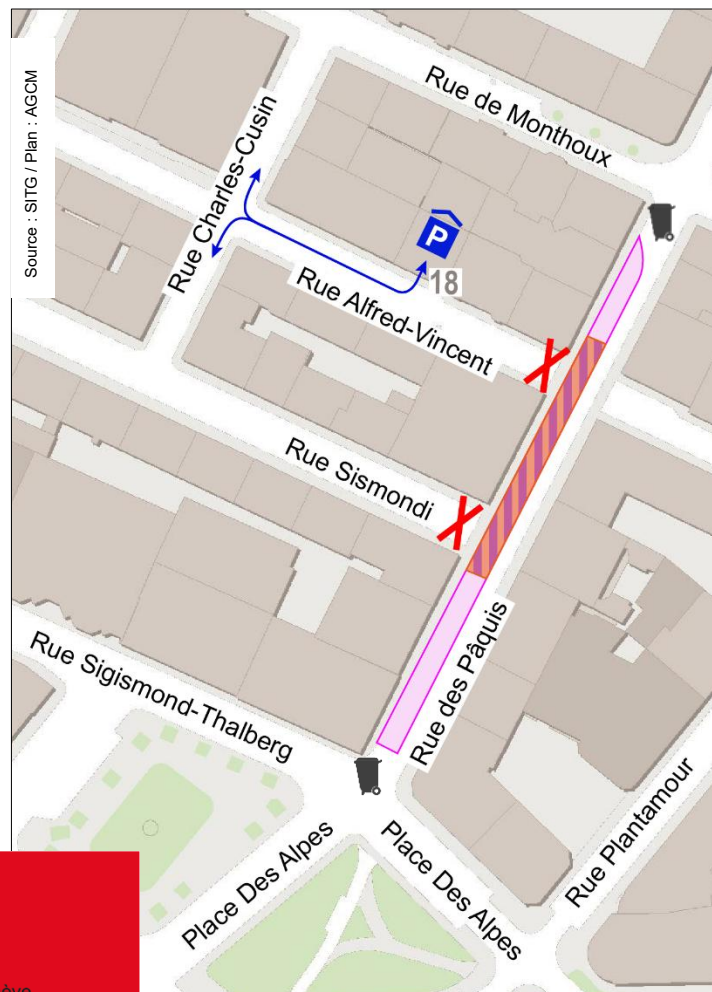 Source : SITG / Plan : AGCM
Rue de Monthoux
Rue Charles-Cusin
P
18
Rue Alfred-Vincent
Rue Sismondi
Rue des Pâquis
Rue Sigismond-Thalberg
Rue Plantamour
Place Des Alpes
Place Des Alpes